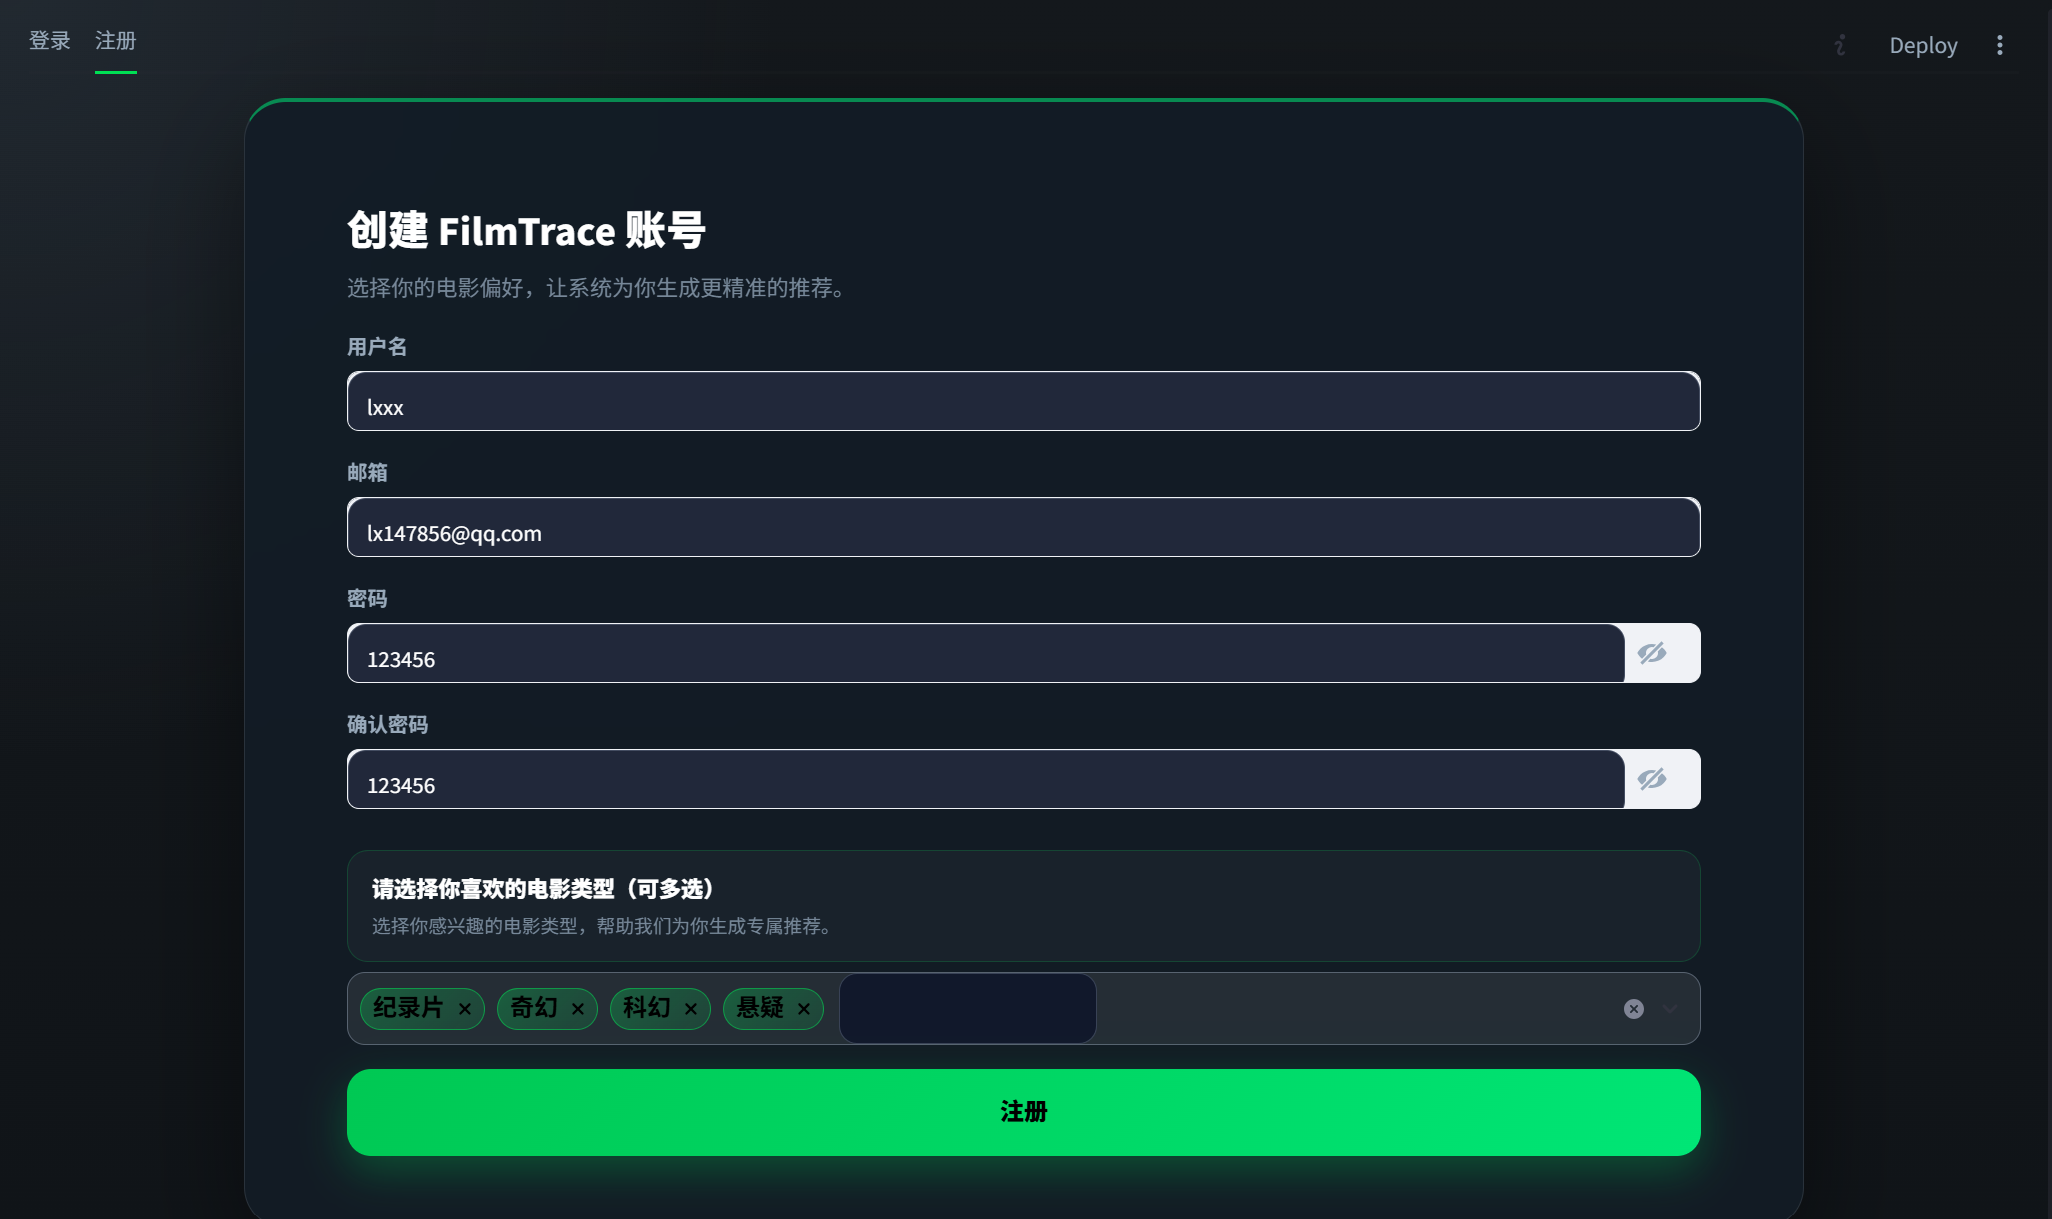 登录 注册
Deploy
创建 FilmTrace 账号
选择你的电影偏好，让系统为你生成更精准的推荐。
用户名
lxxx
邮箱
lx147856@qq.com
密码
123456
确认密码
123456
请选择你喜欢的电影类型（可多选）
选择你感兴趣的电影类型，帮助我们为你生成专属推荐。
纪录片 奇幻 科幻 悬疑
注册